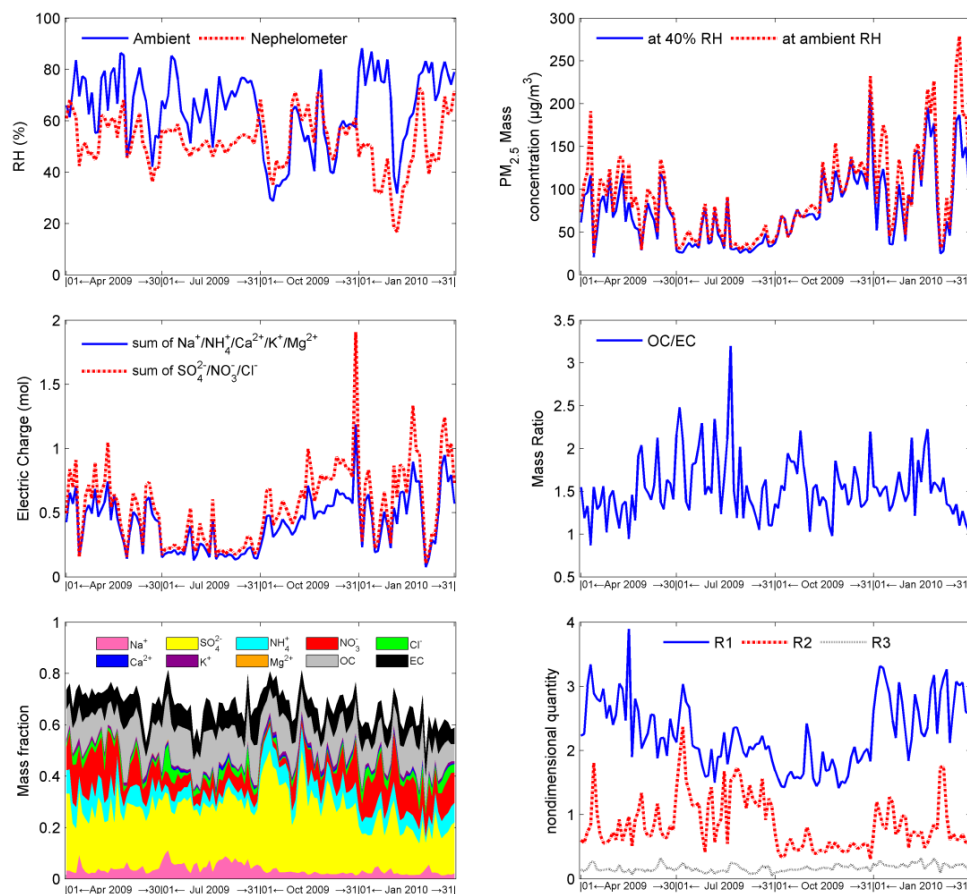 100
80
60
40
20
0
RH (%)
Ambient
Nephelometer
|01←Apr 2009 →30|01← Jul 2009 →31|01← Oct 2009 →31|01← Jan 2010 →31|
300
250
200
150
100
50
0
PM2.5 Mass
concentration (μg/m³)
at 40% RH
at ambient RH
|01←Apr 2009 →30|01← Jul 2009 →31|01← Oct 2009 →31|01← Jan 2010 →31|
2
1.5
1
0.5
0
Electric Charge (mol)
sum of Na⁺/NH₄⁺/Ca²⁺/K⁺/Mg²⁺
sum of SO₄²⁻/NO₃⁻/Cl⁻
|01←Apr 2009 →30|01← Jul 2009 →31|01← Oct 2009 →31|01← Jan 2010 →31|
3.5
3
2.5
2
1.5
1
0.5
Mass Ratio
OC/EC
|01←Apr 2009 →30|01← Jul 2009 →31|01← Oct 2009 →31|01← Jan 2010 →31|
1
0.8
0.6
0.4
0.2
0
Mass fraction
Na⁺ SO₄²⁻ NH₄⁺ NO₃⁻ Cl⁻
Ca²⁺ K⁺ Mg²⁺ OC EC
|01←Apr 2009 →30|01← Jul 2009 →31|01← Oct 2009 →31|01← Jan 2010 →31|
4
3
2
1
0
nondimensional quantity
R1
R2
R3
|01←Apr 2009 →30|01← Jul 2009 →31|01← Oct 2009 →31|01← Jan 2010 →31|